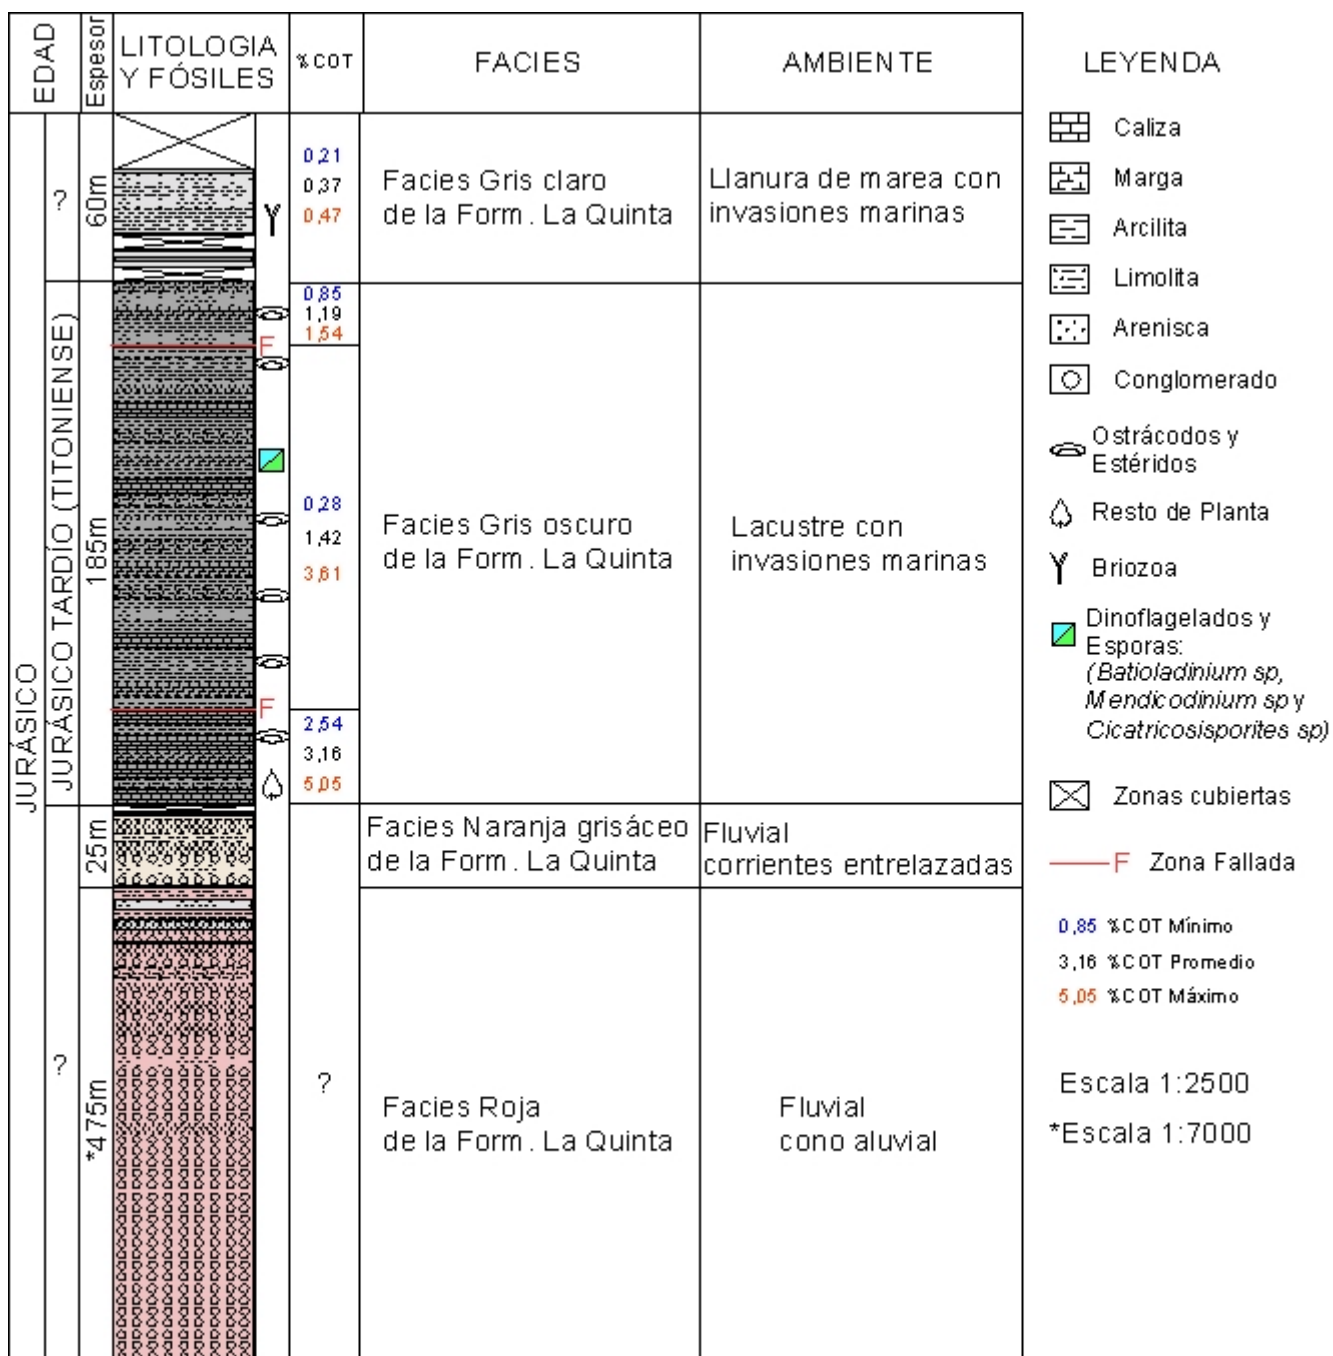 EDAD
Espesor
LITOLOGIA
Y FÓSILES
%COT
FACIES
AMBIENTE
JURÁSICO
?
60m
0,21
0,37
0,47
Facies Gris claro
de la Form. La Quinta
Llanura de marea con
invasiones marinas
JURÁSICO TARDÍO (TITONIENSE)
185m
0,85
1,19
1,54
F
0,28
1,42
3,61
Facies Gris oscuro
de la Form. La Quinta
Lacustre con
invasiones marinas
F
2,54
3,16
5,05
25m
Facies Naranja grisáceo
de la Form. La Quinta
Fluvial
corrientes entrelazadas
?
*475m
?
Facies Roja
de la Form. La Quinta
Fluvial
cono aluvial
LEYENDA
Caliza
Marga
Arcilita
Limolita
Arenisca
Conglomerado
Ostrácodos y
Estéridos
Resto de Planta
Briozoa
Dinoflagelados y
Esporas:
(Batioladinium sp,
Mendicodinium sp y
Cicatricosisporites sp)
Zonas cubiertas
F Zona Fallada
0,85 %COT Mínimo
3,16 %COT Promedio
5,05 %COT Máximo
Escala 1:2500
*Escala 1:7000